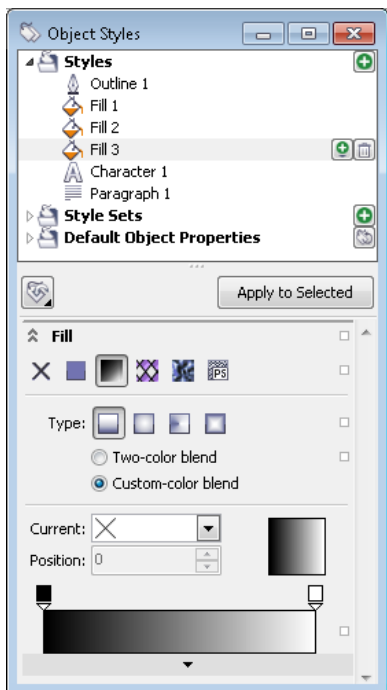 Object Styles
Styles
Outline 1
Fill 1
Fill 2
Fill 3
Character 1
Paragraph 1
Style Sets
Default Object Properties
Apply to Selected
Fill
PS
Type:
Two-color blend
Custom-color blend
Current:
Position: 0